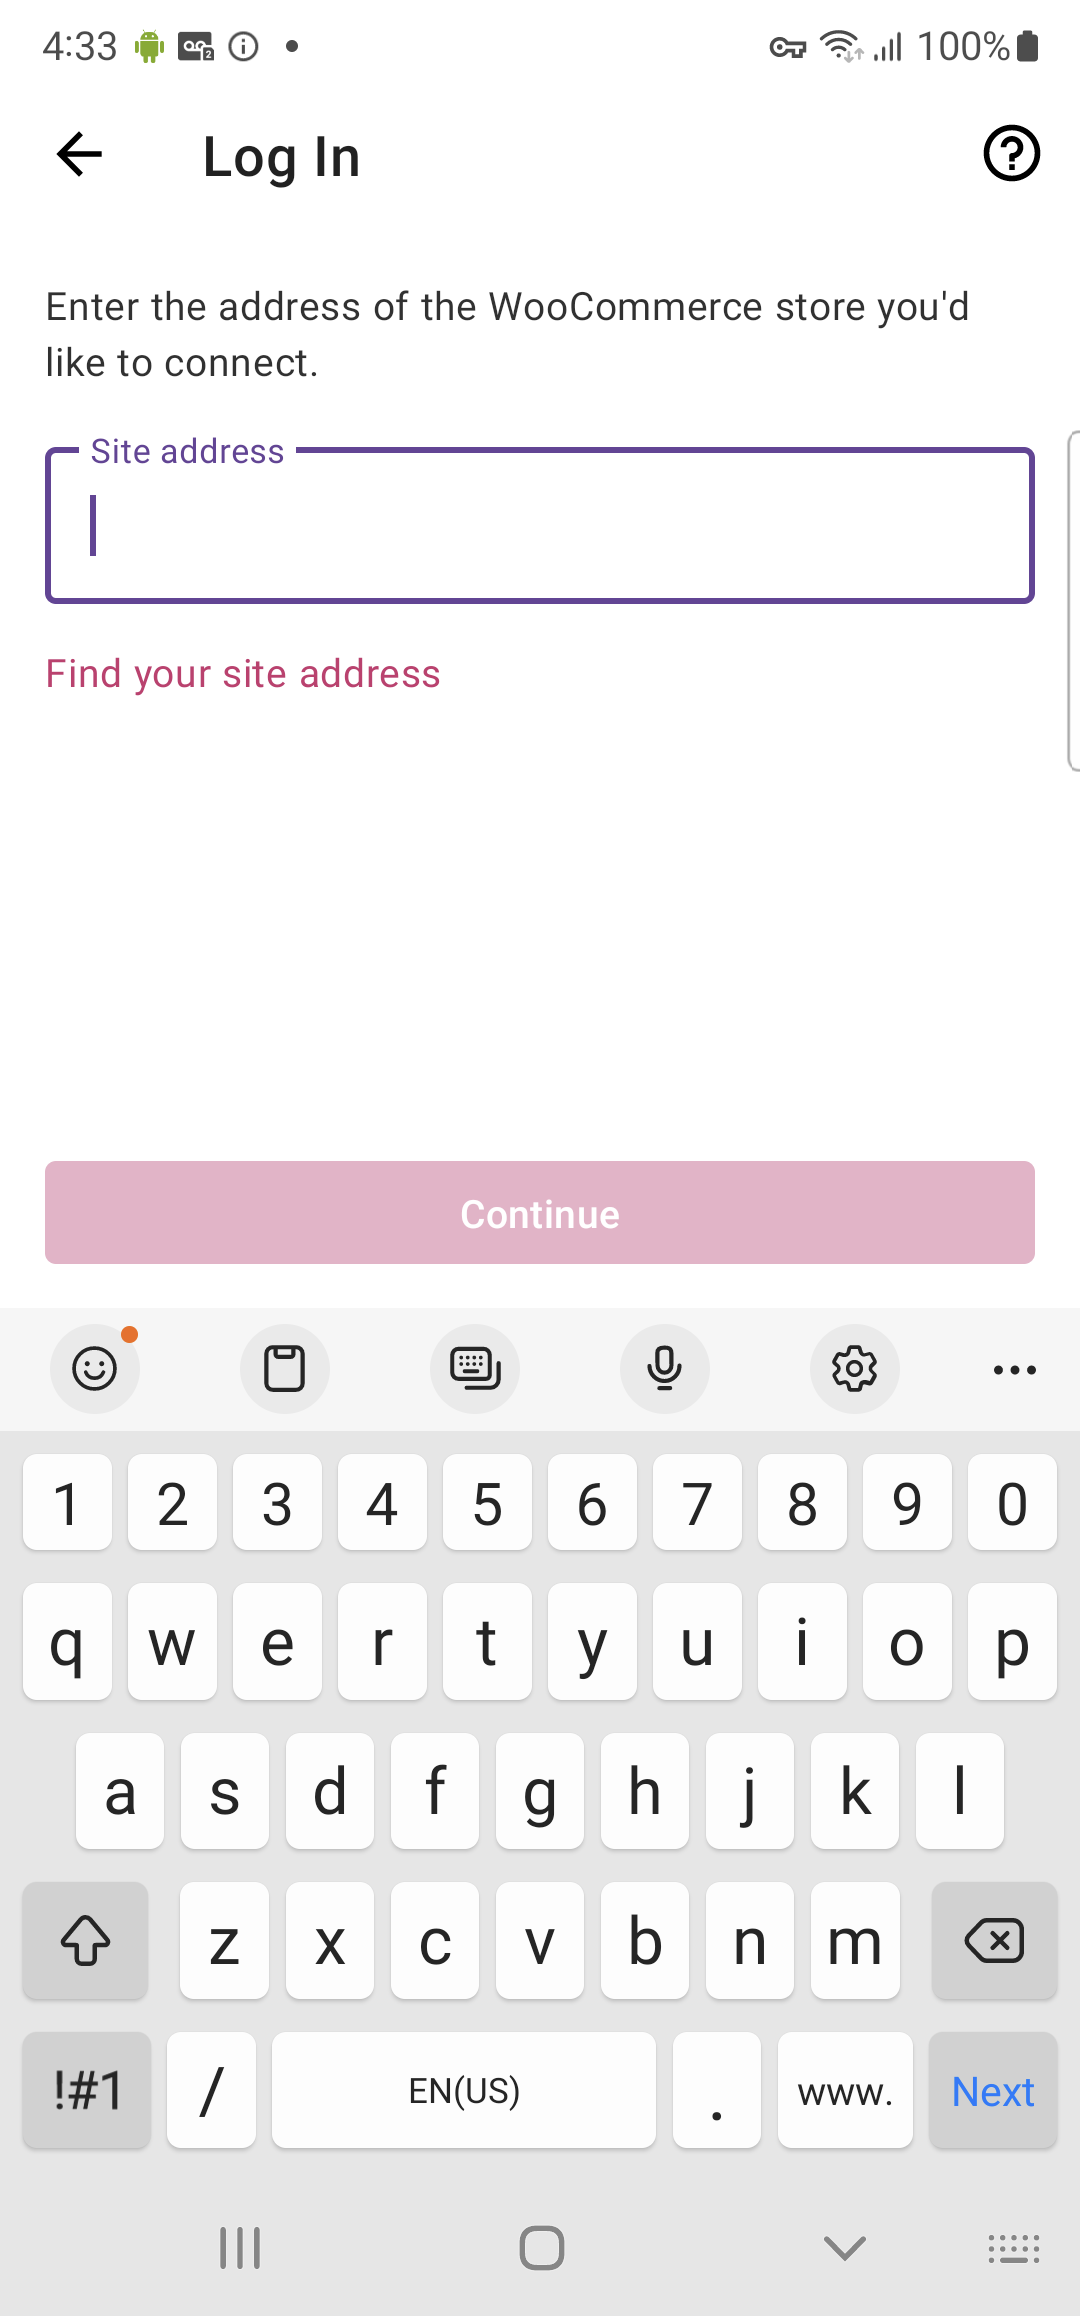 4:33
100%
Log In
Enter the address of the WooCommerce store you'd
like to connect.
Site address
Find your site address
Continue
1 2 3 4 5 6 7 8 9 0
q w e r t y u i o p
a s d f g h j k l
z x c v b n m
!#1 / EN(US) . www. Next